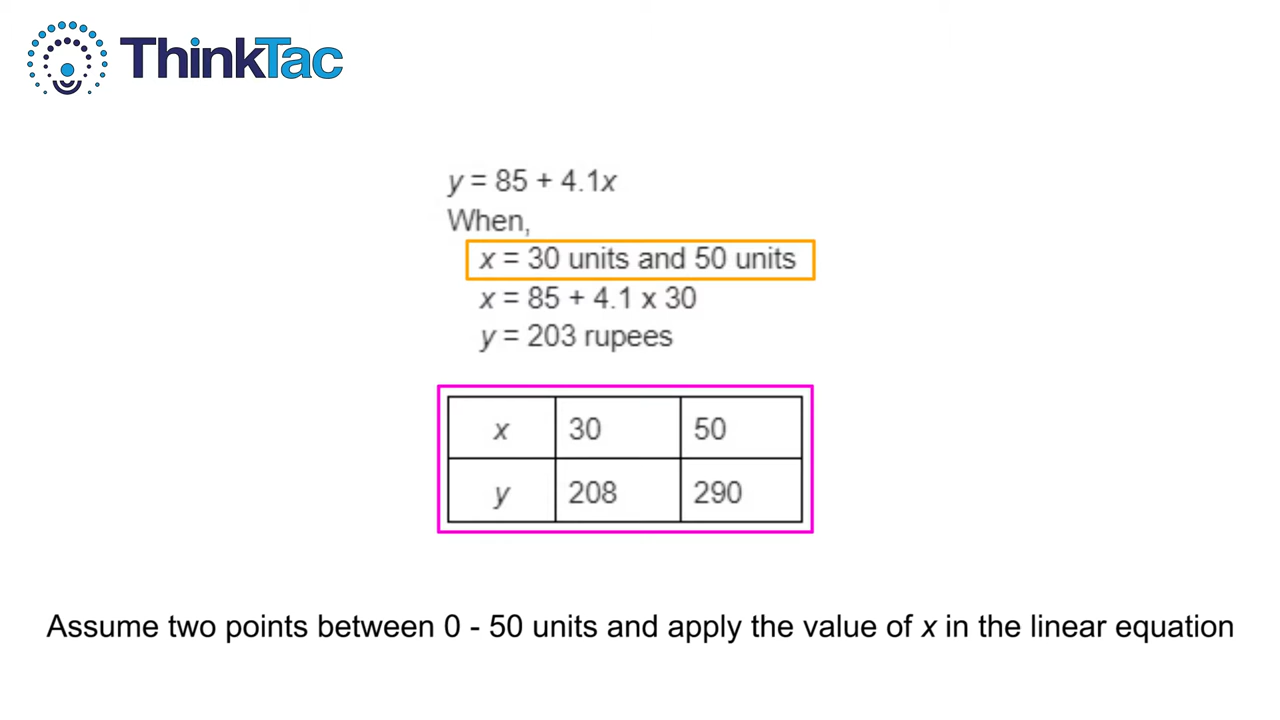 ThinkTac
y = 85 + 4.1x
When,
x = 30 units and 50 units
x = 85 + 4.1 x 30
y = 203 rupees
x 30 50
y 208 290
Assume two points between 0 - 50 units and apply the value of x in the linear equation